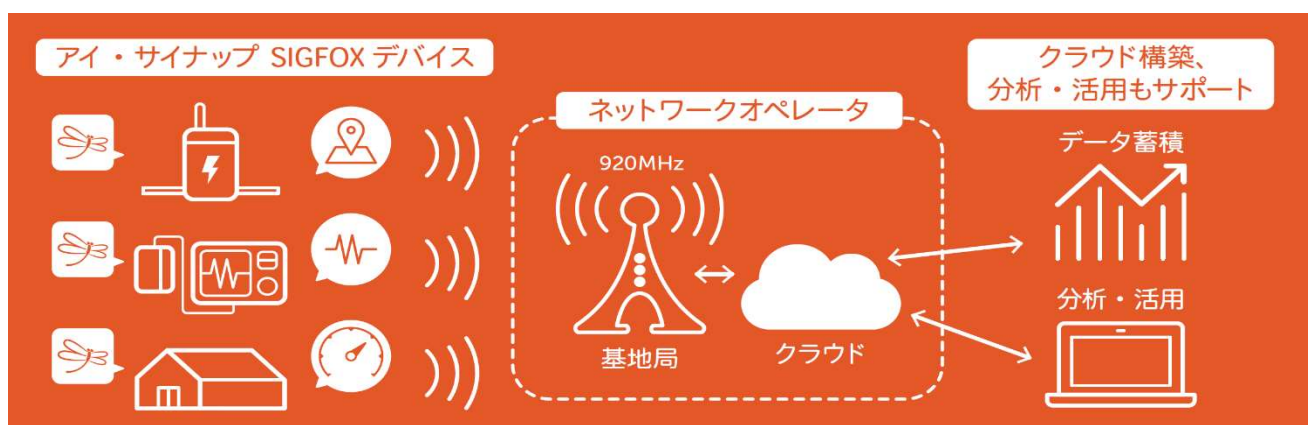 アイ・サイナップ SIGFOX デバイス
ネットワークオペレータ
920MHz
基地局
クラウド
クラウド構築、
分析・活用もサポート
データ蓄積
分析・活用